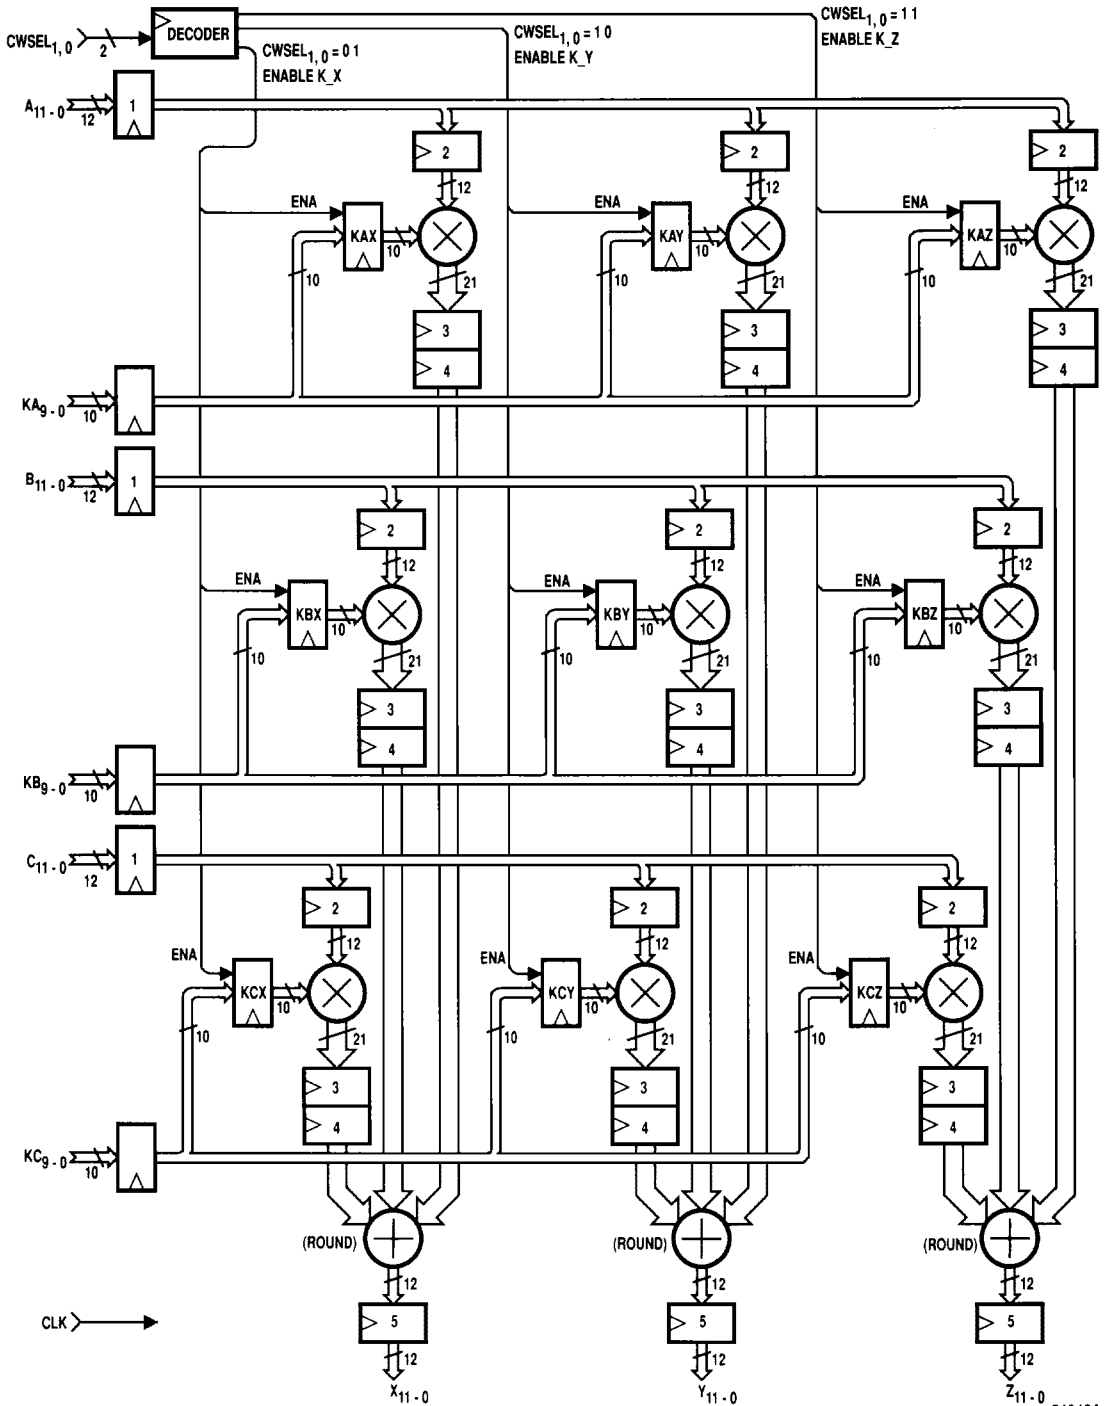 CWSEL1, 0
2
DECODER
CWSEL1, 0 = 0 1
ENABLE K_X
CWSEL1, 0 = 1 0
ENABLE K_Y
CWSEL1, 0 = 1 1
ENABLE K_Z
A11 - 0
12
1
2
2
2
12
12
12
ENA
KAX
10
ENA
KAY
10
ENA
KAZ
10
10
21
10
21
10
21
3
3
3
4
4
4
KA9 - 0
10
B11 - 0
12
1
2
2
2
12
12
12
ENA
KBX
10
ENA
KBY
10
ENA
KBZ
10
10
21
10
21
10
21
3
3
3
4
4
4
KB9 - 0
10
C11 - 0
12
1
2
2
2
12
12
12
ENA
KCX
10
ENA
KCY
10
ENA
KCZ
10
10
21
10
21
10
21
3
3
3
4
4
4
KC9 - 0
10
(ROUND)
(ROUND)
(ROUND)
12
12
12
CLK
5
5
5
12
12
12
X11 - 0
Y11 - 0
Z11 - 0